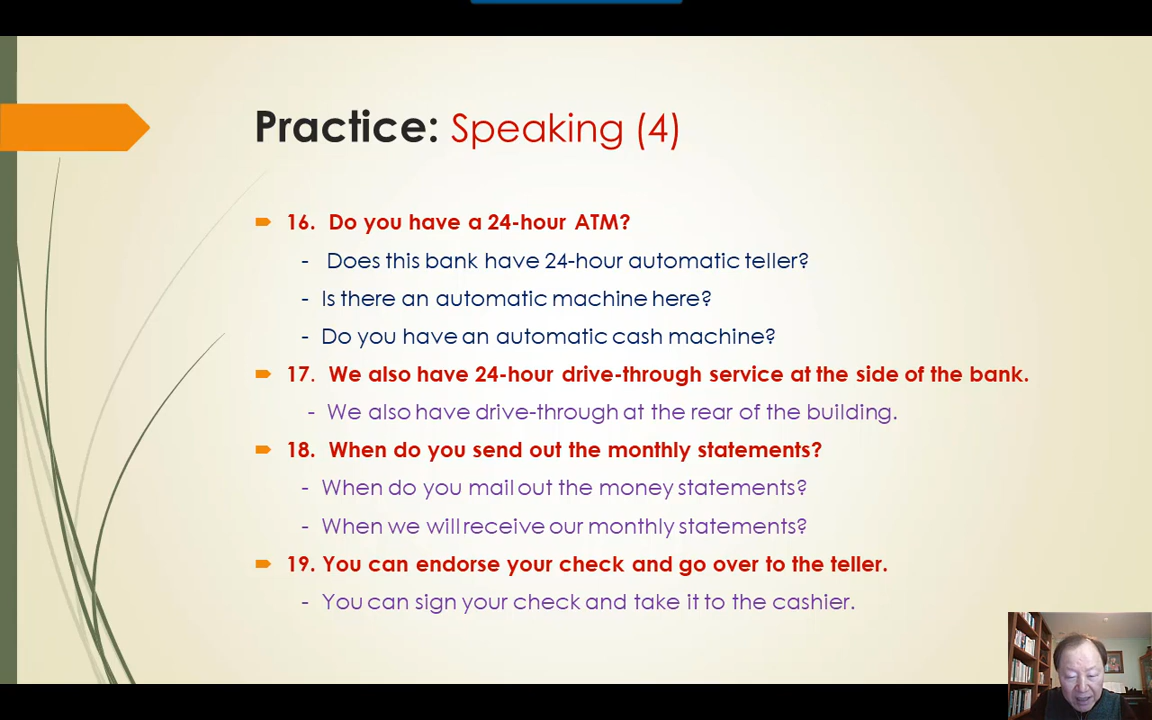 Practice: Speaking (4)
16. Do you have a 24-hour ATM?
- Does this bank have 24-hour automatic teller?
- Is there an automatic machine here?
- Do you have an automatic cash machine?
17. We also have 24-hour drive-through service at the side of the bank.
- We also have drive-through at the rear of the building.
18. When do you send out the monthly statements?
- When do you mail out the money statements?
- When we will receive our monthly statements?
19. You can endorse your check and go over to the teller.
- You can sign your check and take it to the cashier.